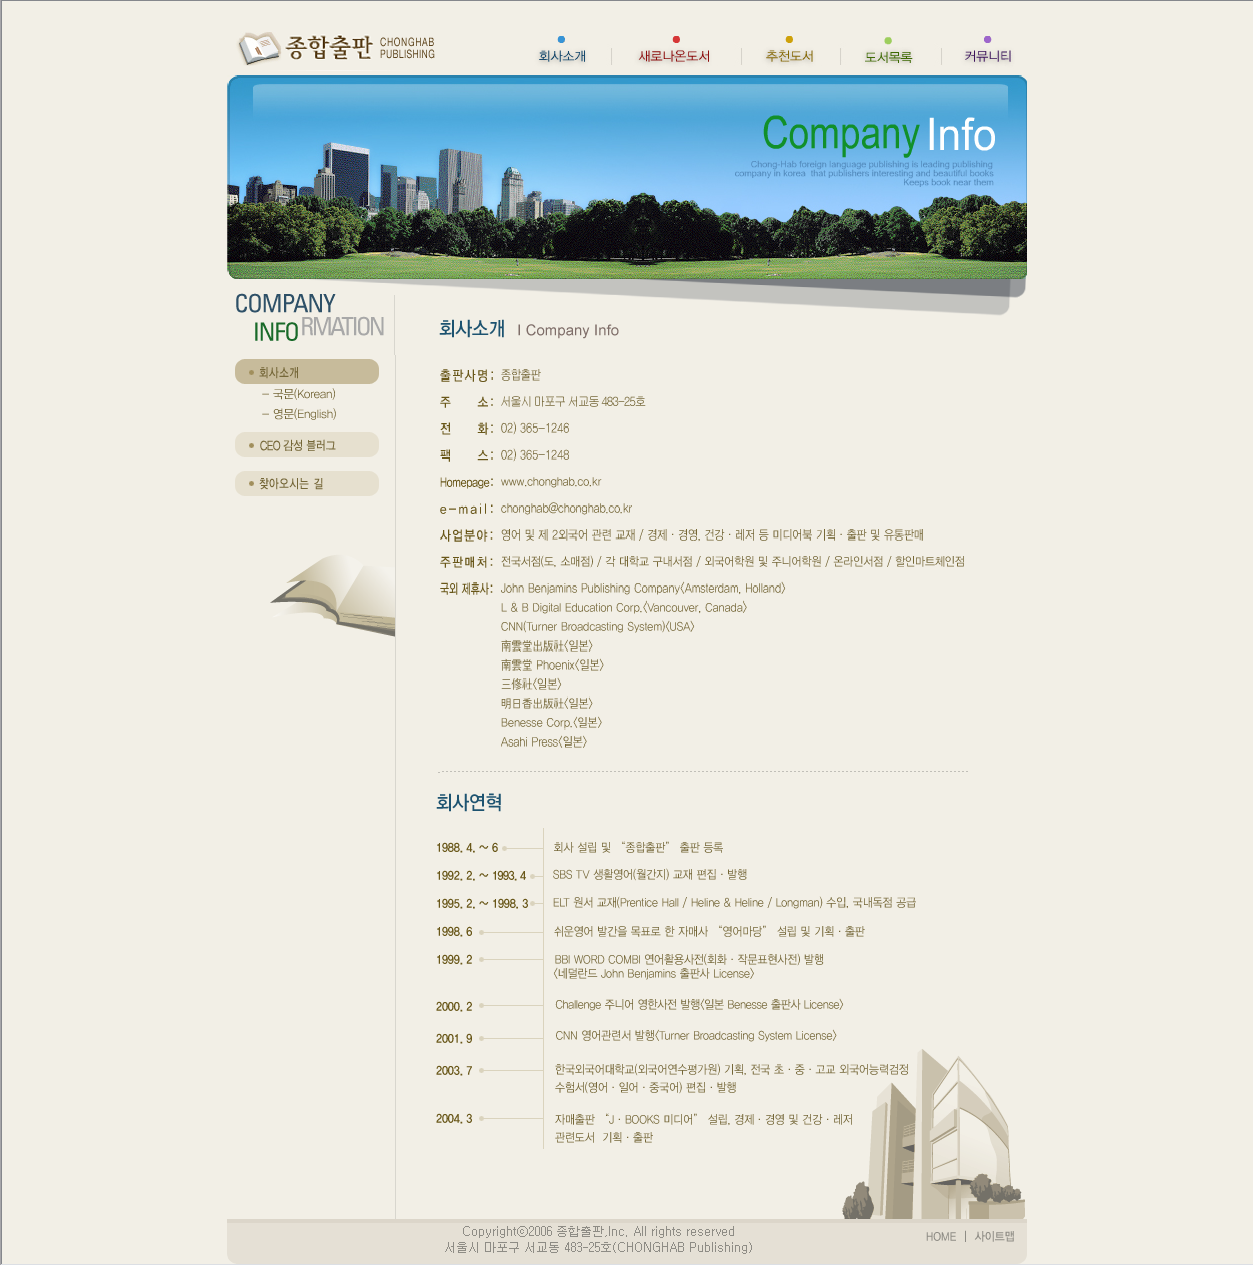 종합출판 CHONGHAB PUBLISHING
회사소개 새로나온도서 추천도서 도서목록 커뮤니티
Company Info
Chong-Hab foreign language publishing is leading publishing
company in korea that publishers interesting and beautiful books
Keeps book near them
COMPANY
INFORMATION
회사소개
- 국문(Korean)
- 영문(English)
CEO 감성 블러그
찾아오시는 길
회사소개 I Company Info
출판사명: 종합출판
주 소: 서울시 마포구 서교동 483-25호
전 화: 02) 365-1246
팩 스: 02) 365-1248
Homepage: www.chonghab.co.kr
e-mail: chonghab@chonghab.co.kr
사업분야: 영어 및 제 2외국어 관련 교재 / 경제 · 경영, 건강 · 레저 등 미디어북 기획 · 출판 및 유통판매
주판매처: 전국서점(도, 소매점) / 각 대학교 구내서점 / 외국어학원 및 주니어학원 / 온라인서점 / 할인마트체인점
국외 제휴사: John Benjamins Publishing Company<Amsterdam, Holland>
L & B Digital Education Corp.<Vancouver, Canada>
CNN(Turner Broadcasting System)<USA>
南雲堂出版社<일본>
南雲堂 Phoenix<일본>
三修社<일본>
明日香出版社<일본>
Benesse Corp.<일본>
Asahi Press<일본>
회사연혁
1988. 4. ~ 6 회사 설립 및 “종합출판” 출판 등록
1992. 2. ~ 1993. 4 SBS TV 생활영어(월간지) 교재 편집 · 발행
1995. 2. ~ 1998. 3 ELT 원서 교재(Prentice Hall / Heline & Heline / Longman) 수입, 국내독점 공급
1998. 6 쉬운영어 발간을 목표로 한 자매사 “영어마당” 설립 및 기획 · 출판
1999. 2 BBI WORD COMBI 연어활용사전(회화 · 작문표현사전) 발행
<네덜란드 John Benjamins 출판사 License>
2000. 2 Challenge 주니어 영한사전 발행<일본 Benesse 출판사 License>
2001. 9 CNN 영어관련서 발행<Turner Broadcasting System License>
2003. 7 한국외국어대학교(외국어연수평가원) 기획, 전국 초 · 중 · 고교 외국어능력검정
수험서(영어 · 일어 · 중국어) 편집 · 발행
2004. 3 자매출판 “J · BOOKS 미디어” 설립, 경제 · 경영 및 건강 · 레저
관련도서 기획 · 출판
Copyright©2006 종합출판,Inc, All rights reserved
서울시 마포구 서교동 483-25호(CHONGHAB Publishing)
HOME | 사이트맵